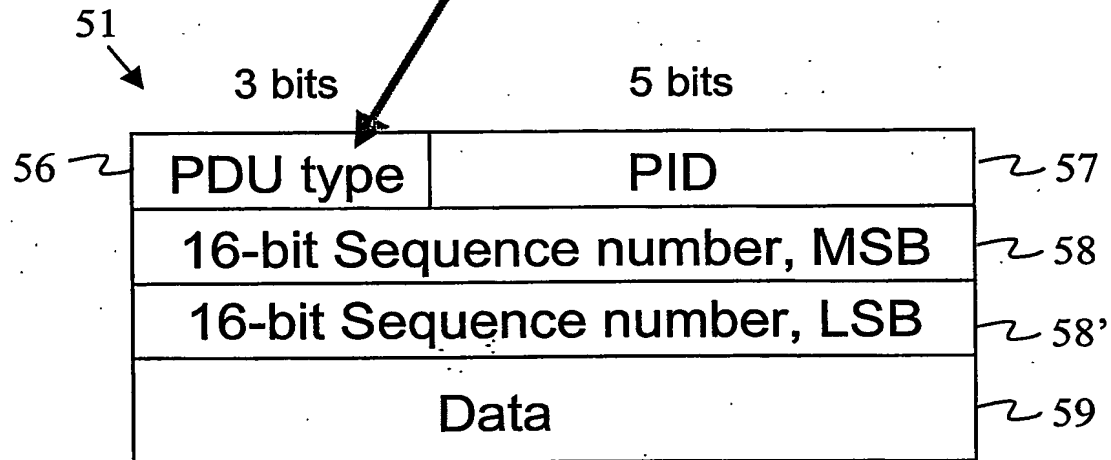 51
3 bits 5 bits
56 PDU type PID 57
16-bit Sequence number, MSB 58
16-bit Sequence number, LSB 58’
Data 59